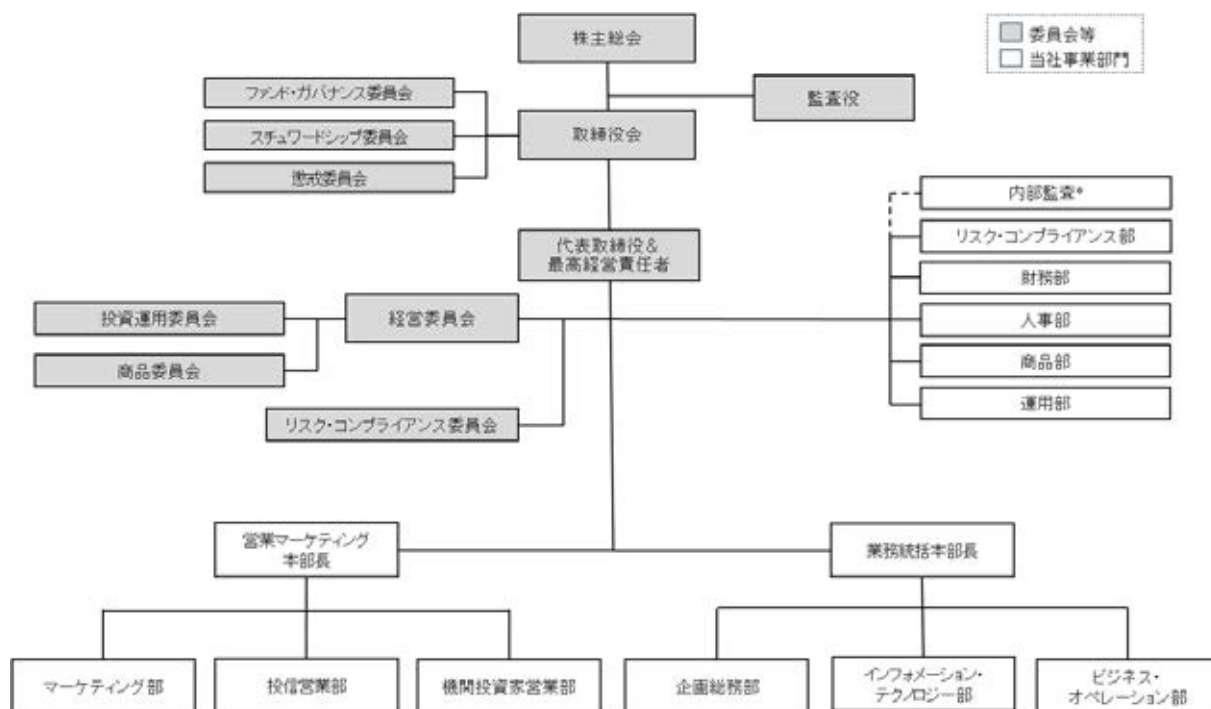 株主総会
委員会等
当社事業部門
ファンド・ガバナンス委員会
監査役
スチュワードシップ委員会
取締役会
懲戒委員会
内部監査*
リスク・コンプライアンス部
代表取締役&
最高経営責任者
財務部
投資運用委員会
経営委員会
人事部
商品委員会
商品部
リスク・コンプライアンス委員会
運用部
営業マーケティング
本部長
業務統括本部長
マーケティング部
投信営業部
機関投資家営業部
企画総務部
インフォメーション・
テクノロジー部
ビジネス・
オペレーション部